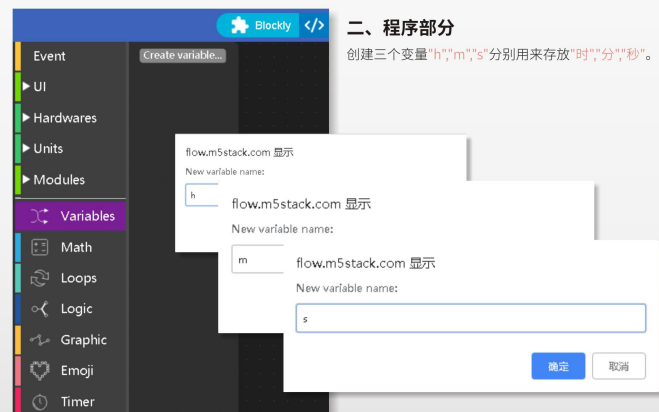 Blockly </>
二、程序部分
创建三个变量"h","m","s"分别用来存放"时","分","秒"。
Event
Create variable...
UI
Hardwares
Units
Modules
Variables
Math
Loops
Logic
Graphic
Emoji
Timer
flow.m5stack.com 显示
New variable name:
h
flow.m5stack.com 显示
New variable name:
m
flow.m5stack.com 显示
New variable name:
s
确定
取消